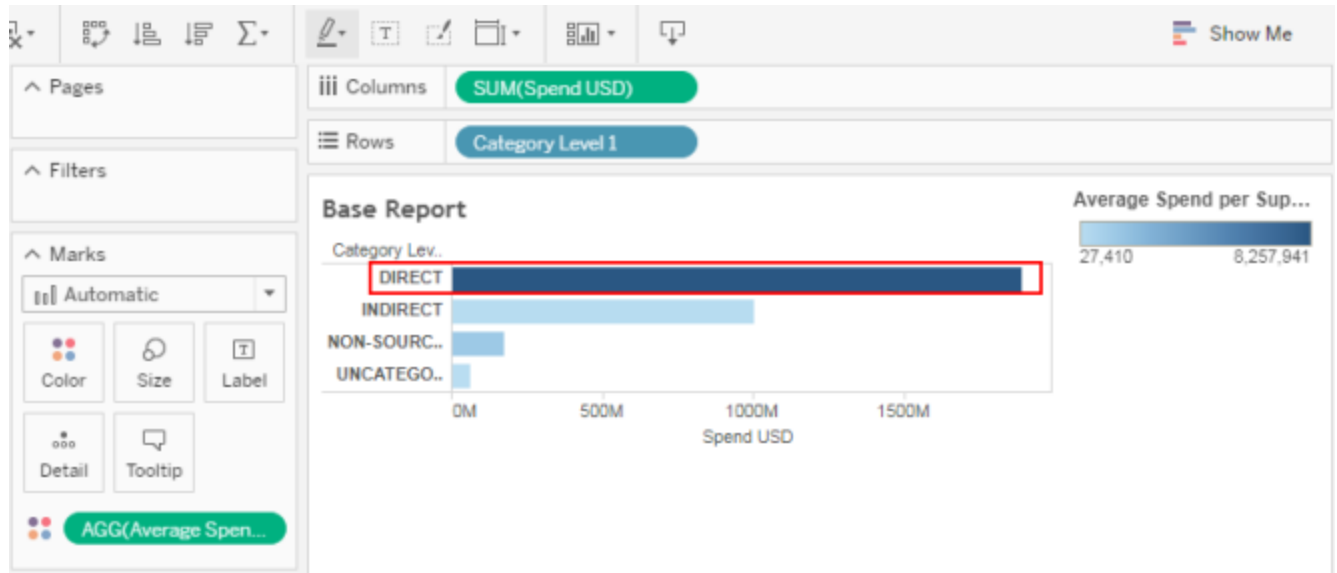 Show Me
Pages
Columns
SUM(Spend USD)
Rows
Category Level 1
Filters
Marks
Automatic
Color
Size
Label
Detail
Tooltip
AGG(Average Spen...
Base Report
Category Lev..
DIRECT
INDIRECT
NON-SOURC..
UNCATEGO..
0M 500M 1000M 1500M
Spend USD
Average Spend per Sup...
27,410 8,257,941